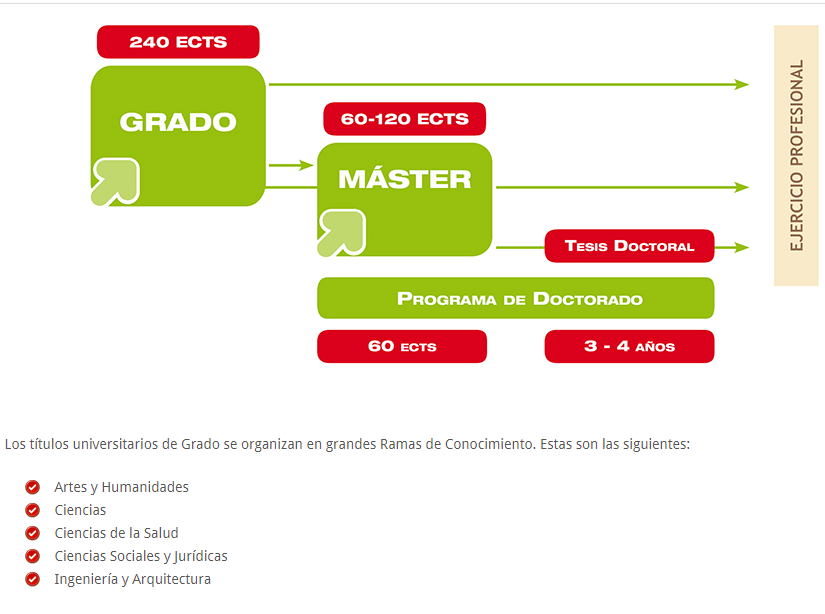 240 ECTS
GRADO
60-120 ECTS
MÁSTER
TESIS DOCTORAL
PROGRAMA DE DOCTORADO
60 ECTS
3 - 4 AÑOS
EJERCICIO PROFESIONAL
Los títulos universitarios de Grado se organizan en grandes Ramas de Conocimiento. Estas son las siguientes:
Artes y Humanidades
Ciencias
Ciencias de la Salud
Ciencias Sociales y Jurídicas
Ingeniería y Arquitectura